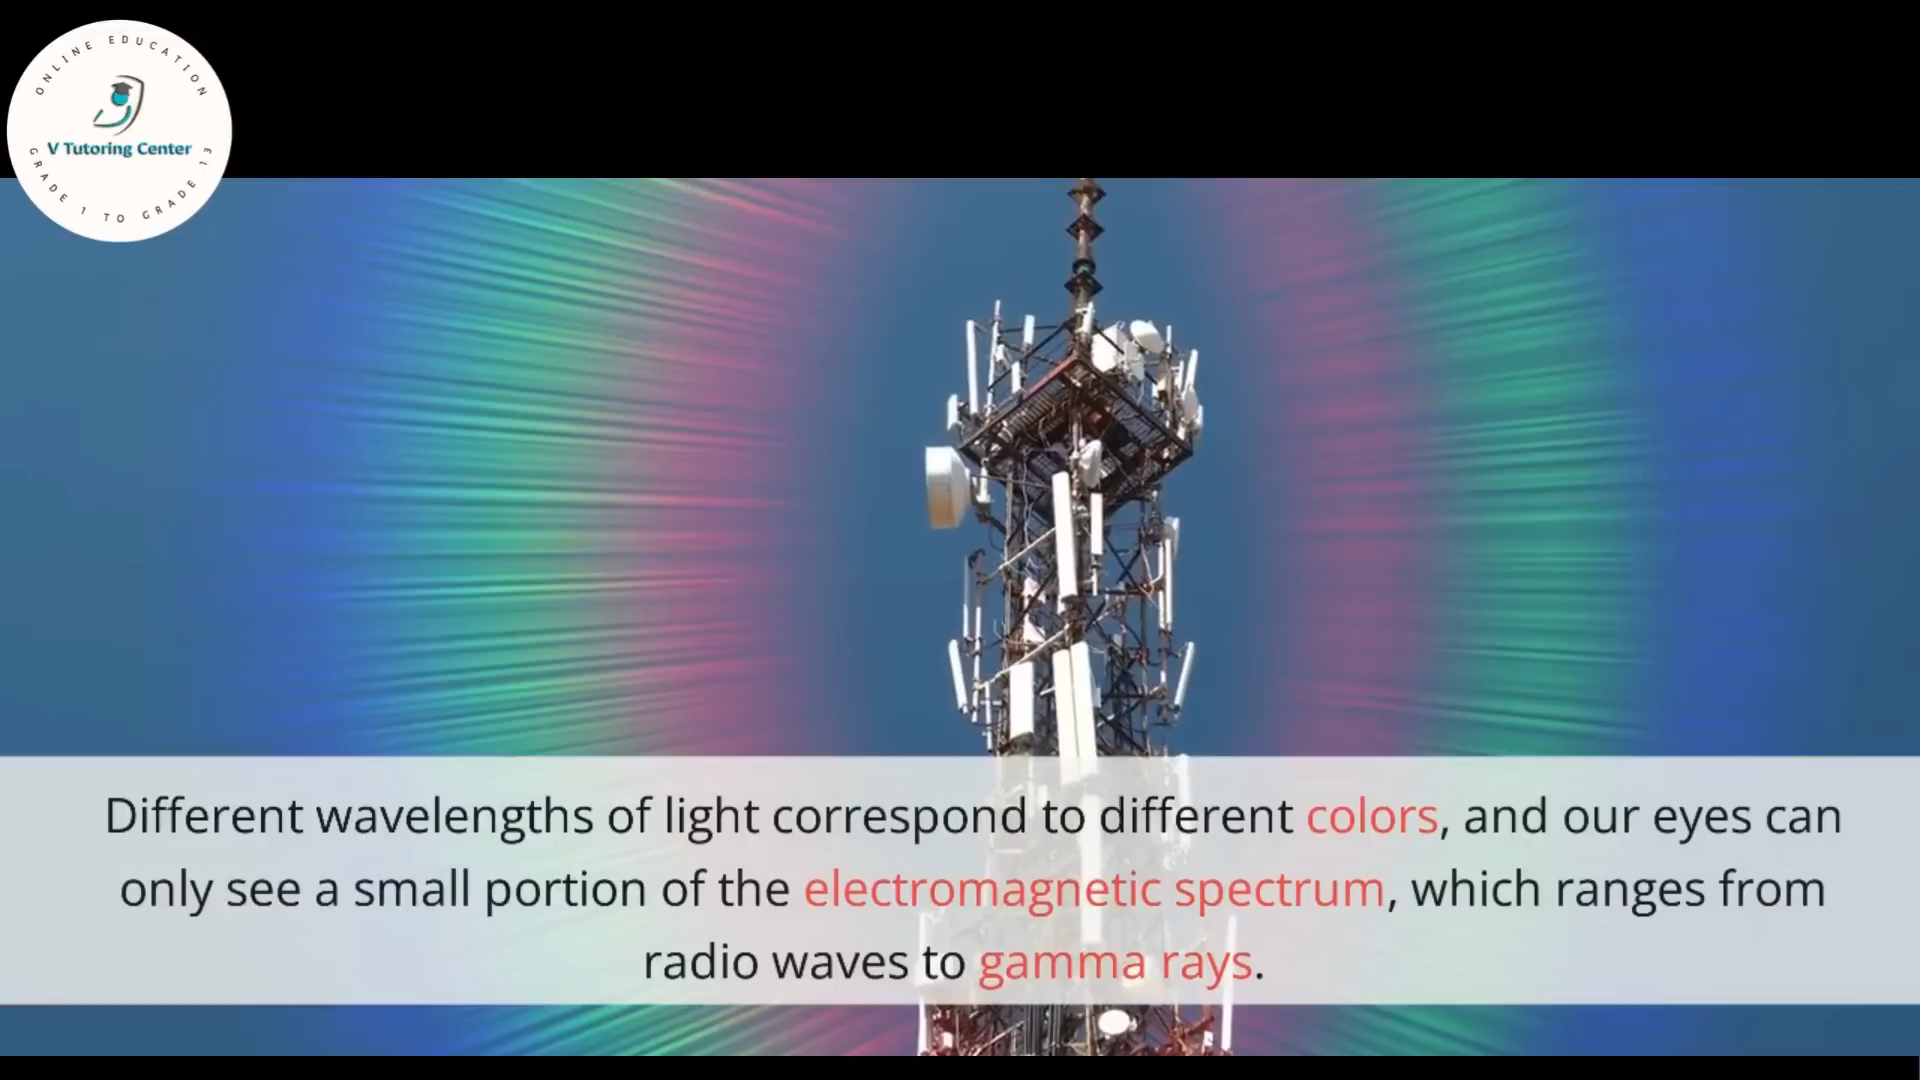 ONLINE EDUCATION
V Tutoring Center
GRADE 1 TO GRADE 13
Different wavelengths of light correspond to different colors, and our eyes can
only see a small portion of the electromagnetic spectrum, which ranges from
radio waves to gamma rays.